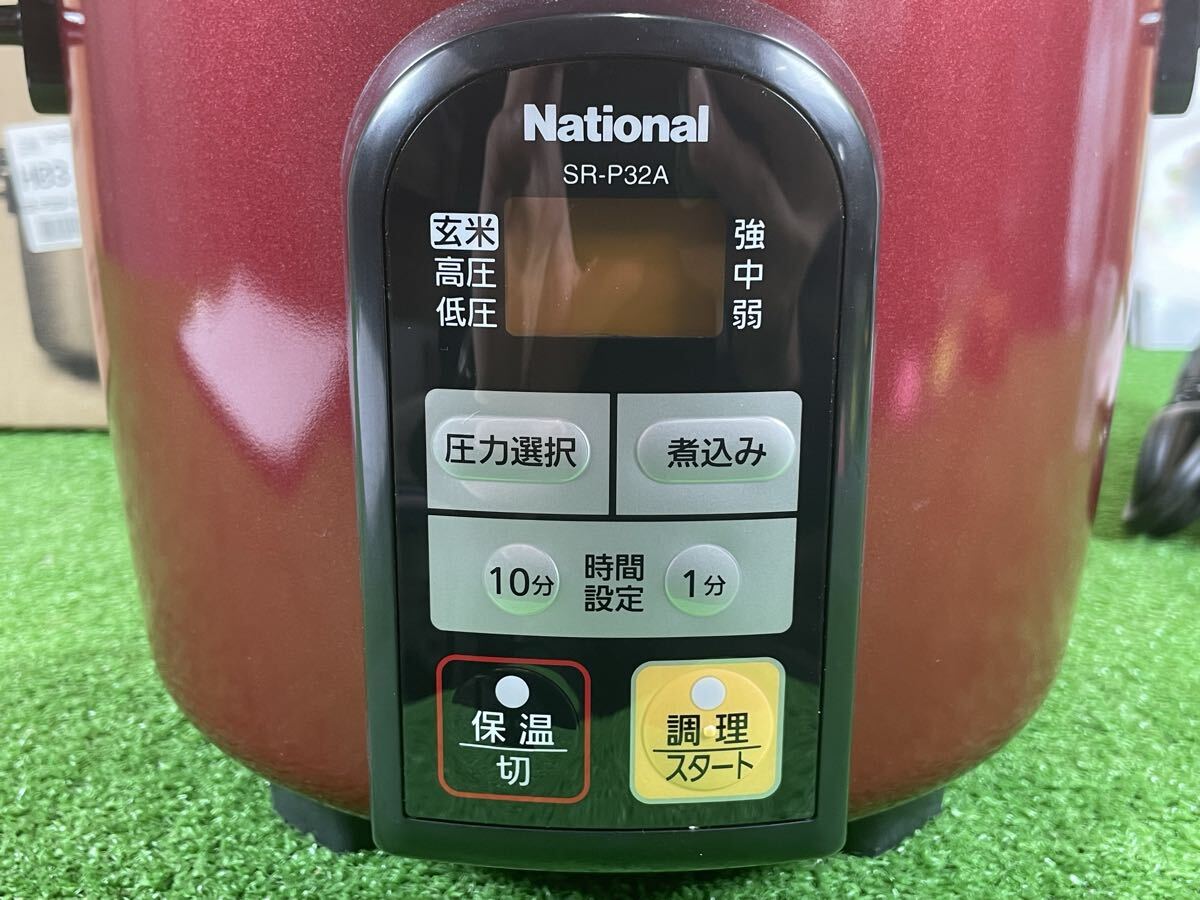 National
SR-P32A
玄米
高圧
低圧
強
中
弱
圧力選択
煮込み
10分
時間
設定
1分
保温
切
調理
スタート